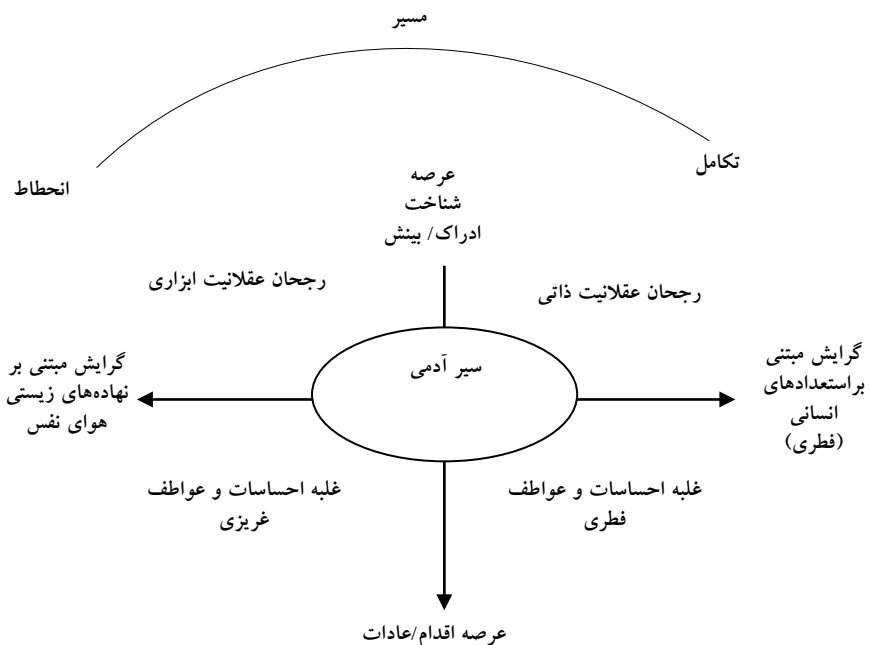 مسیر
تکامل
انحطاط
عرصه
شناخت
ادراک/ بینش
رجحان عقلانیت ذاتی
رجحان عقلانیت ابزاری
گرایش مبتنی
براستعدادهای
انسانی
(فطری)
سیر آدمی
گرایش مبتنی بر
نهاده‌های زیستی
هوای نفس
غلبه احساسات و عواطف
فطری
غلبه احساسات و عواطف
غریزی
عرصه اقدام/عادات